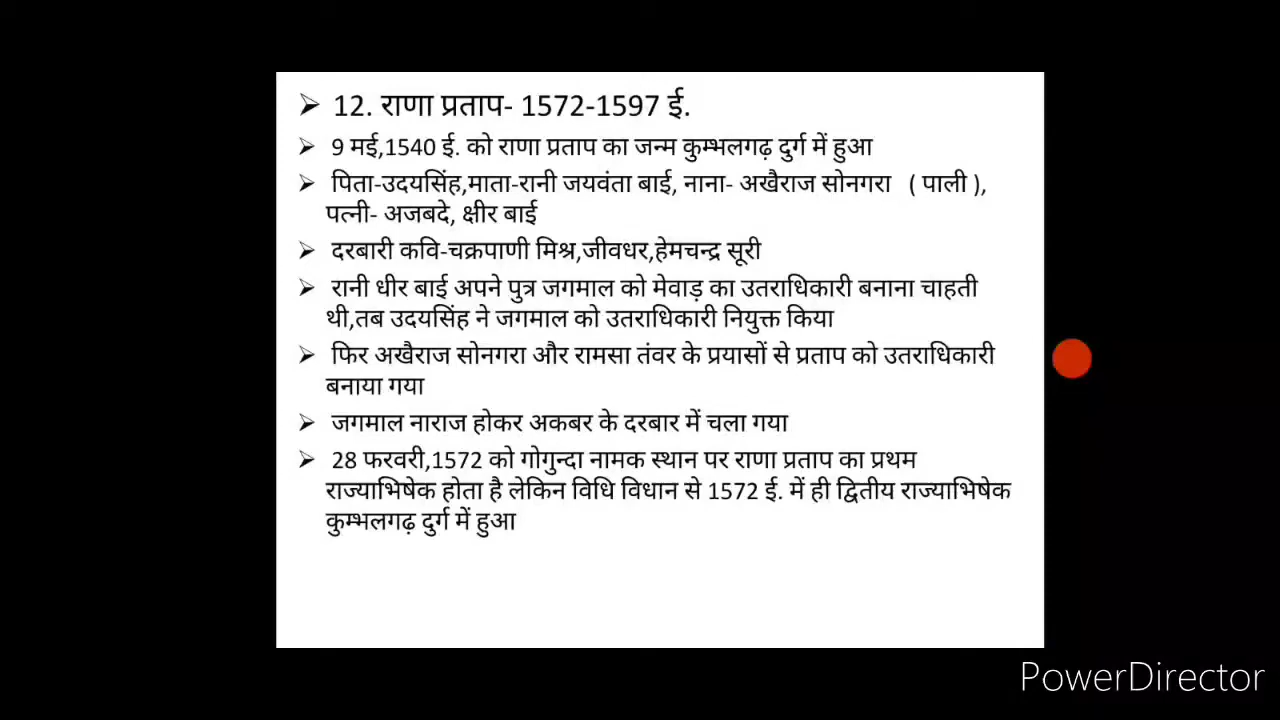 ➢ 12. राणा प्रताप- 1572-1597 ई.
➢ 9 मई,1540 ई. को राणा प्रताप का जन्म कुम्भलगढ़ दुर्ग में हुआ
➢ पिता-उदयसिंह,माता-रानी जयवंता बाई, नाना- अखैराज सोनगरा ( पाली ),
पत्नी- अजबदे, क्षीर बाई
➢ दरबारी कवि-चक्रपाणी मिश्र,जीवधर,हेमचन्द्र सूरी
➢ रानी धीर बाई अपने पुत्र जगमाल को मेवाड़ का उतराधिकारी बनाना चाहती
थी,तब उदयसिंह ने जगमाल को उतराधिकारी नियुक्त किया
➢ फिर अखैराज सोनगरा और रामसा तंवर के प्रयासों से प्रताप को उतराधिकारी
बनाया गया
➢ जगमाल नाराज होकर अकबर के दरबार में चला गया
➢ 28 फरवरी,1572 को गोगुन्दा नामक स्थान पर राणा प्रताप का प्रथम
राज्याभिषेक होता है लेकिन विधि विधान से 1572 ई. में ही द्वितीय राज्याभिषेक
कुम्भलगढ़ दुर्ग में हुआ
PowerDirector